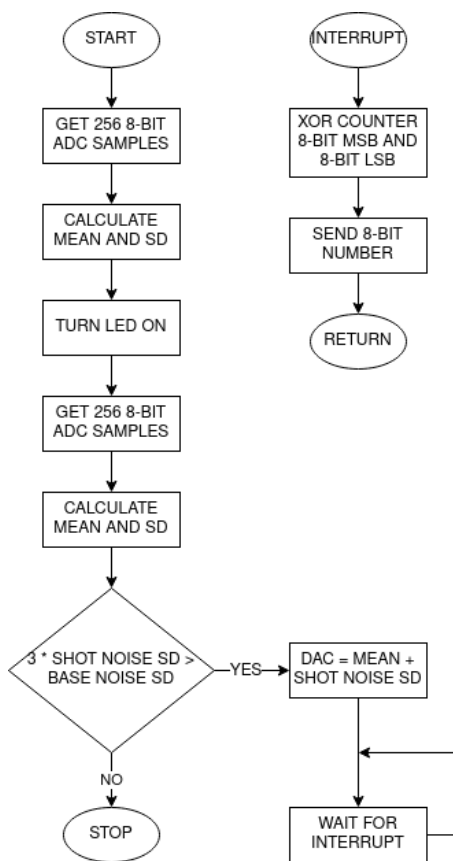 START
GET 256 8-BIT
ADC SAMPLES
CALCULATE
MEAN AND SD
TURN LED ON
GET 256 8-BIT
ADC SAMPLES
CALCULATE
MEAN AND SD
3 * SHOT NOISE SD >
BASE NOISE SD
YES
DAC = MEAN +
SHOT NOISE SD
NO
STOP
WAIT FOR
INTERRUPT
INTERRUPT
XOR COUNTER
8-BIT MSB AND
8-BIT LSB
SEND 8-BIT
NUMBER
RETURN